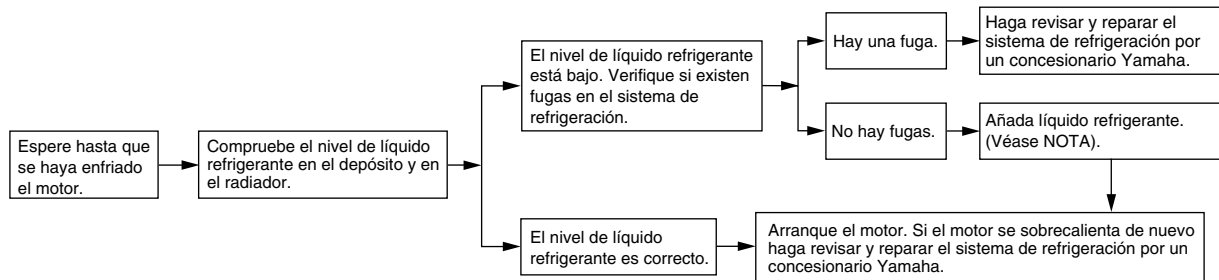 Espere hasta que
se haya enfriado
el motor.
Compruebe el nivel de líquido
refrigerante en el depósito y en
el radiador.
El nivel de líquido refrigerante
está bajo. Verifique si existen
fugas en el sistema de
refrigeración.
Hay una fuga.
Haga revisar y reparar el
sistema de refrigeración por
un concesionario Yamaha.
No hay fugas.
Añada líquido refrigerante.
(Véase NOTA).
El nivel de líquido
refrigerante es correcto.
Arranque el motor. Si el motor se sobrecalienta de nuevo
haga revisar y reparar el sistema de refrigeración por un
concesionario Yamaha.